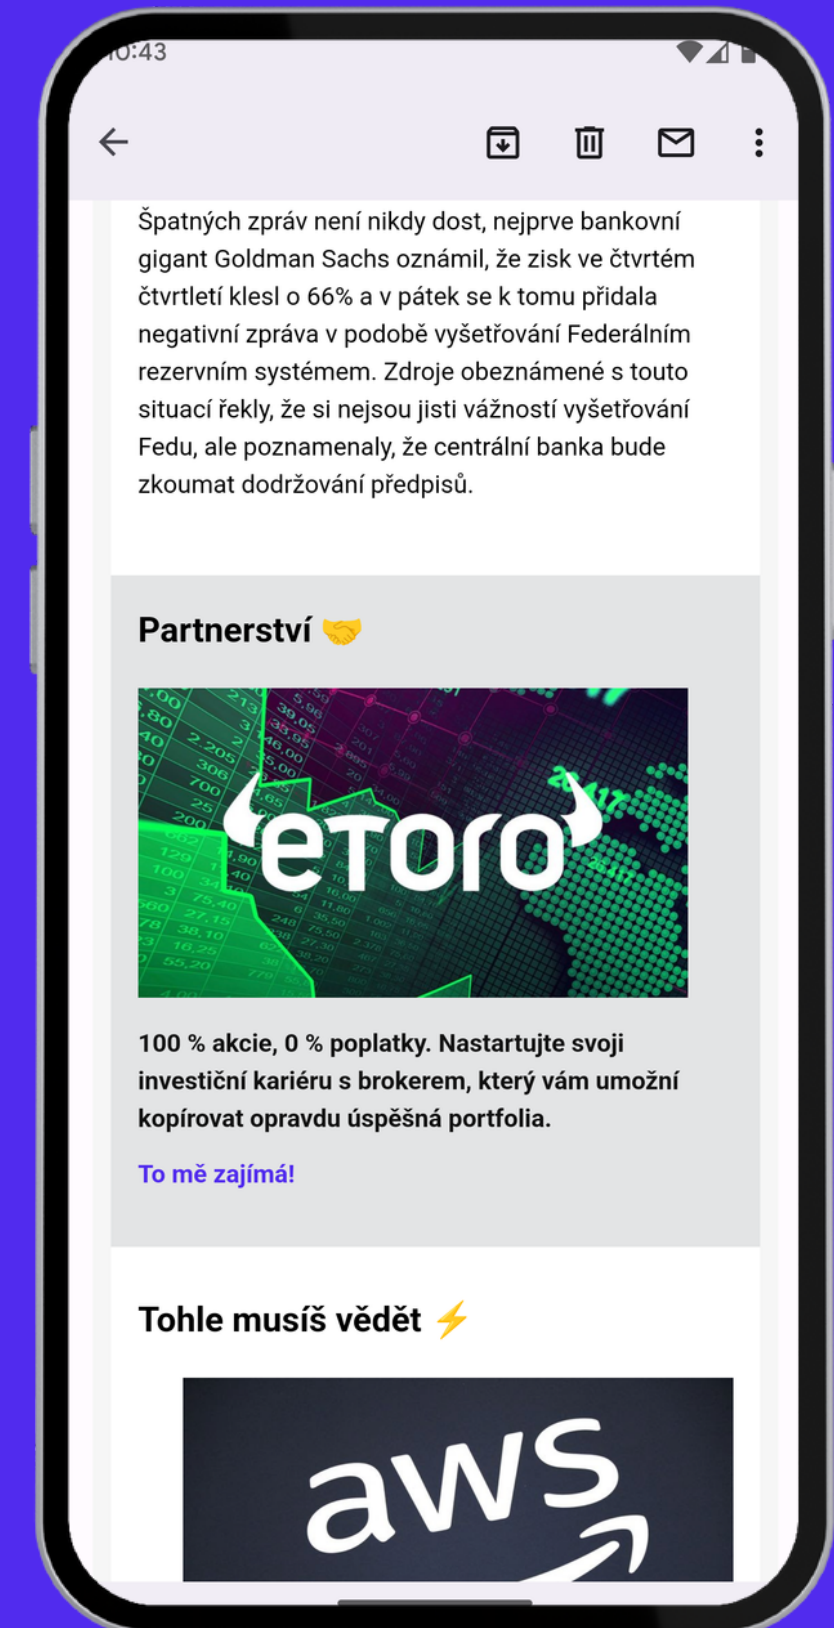 10:43
Špatných zpráv není nikdy dost, nejprve bankovní
gigant Goldman Sachs oznámil, že zisk ve čtvrtém
čtvrtletí klesl o 66% a v pátek se k tomu přidala
negativní zpráva v podobě vyšetřování Federálním
rezervním systémem. Zdroje obeznámené s touto
situací řekly, že si nejsou jisti vážností vyšetřování
Fedu, ale poznamenaly, že centrální banka bude
zkoumat dodržování předpisů.
Partnerství 🤝
eToro
100 % akcie, 0 % poplatky. Nastartujte svoji
investiční kariéru s brokerem, který vám umožní
kopírovat opravdu úspěšná portfolia.
To mě zajímá!
Tohle musíš vědět ⚡
aws